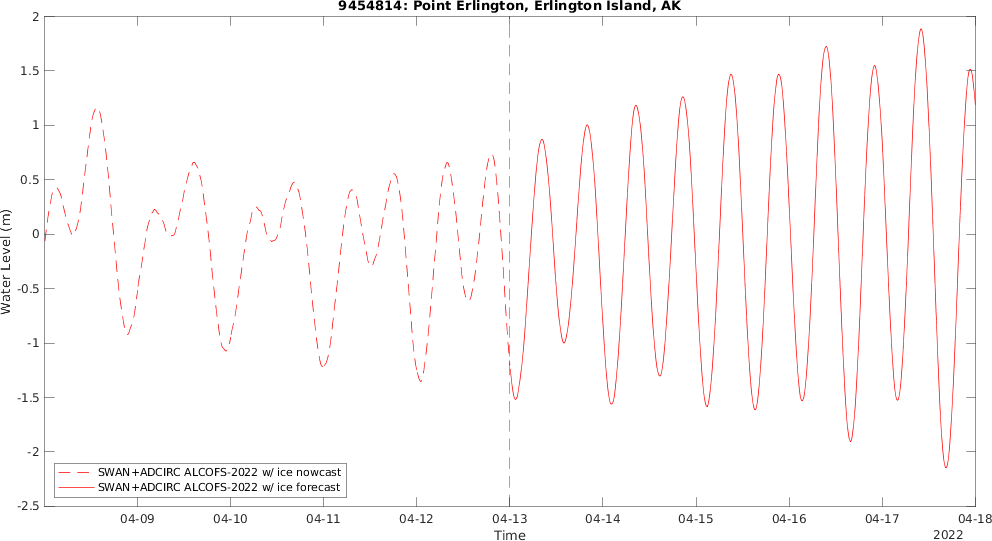 9454814: Point Erlington, Erlington Island, AK
2
1.5
1
0.5
0
-0.5
-1
-1.5
-2
-2.5
Water Level (m)
SWAN+ADCIRC ALCOFS-2022 w/ ice nowcast
SWAN+ADCIRC ALCOFS-2022 w/ ice forecast
04-09 04-10 04-11 04-12 04-13 04-14 04-15 04-16 04-17 04-18
Time
2022